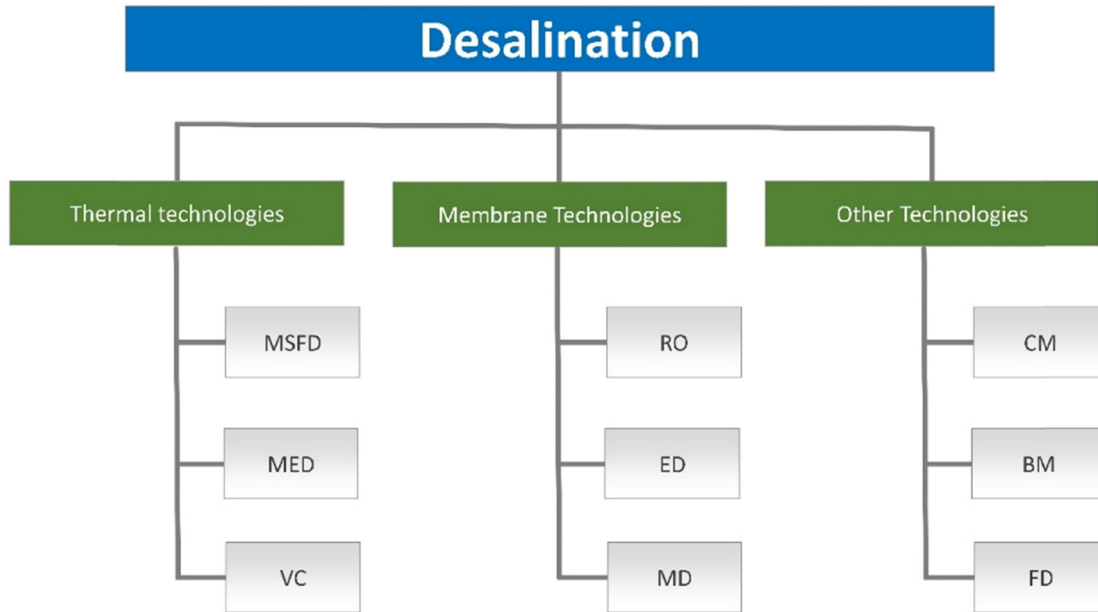 Desalination
Thermal technologies
Membrane Technologies
Other Technologies
MSFD
RO
CM
MED
ED
BM
VC
MD
FD